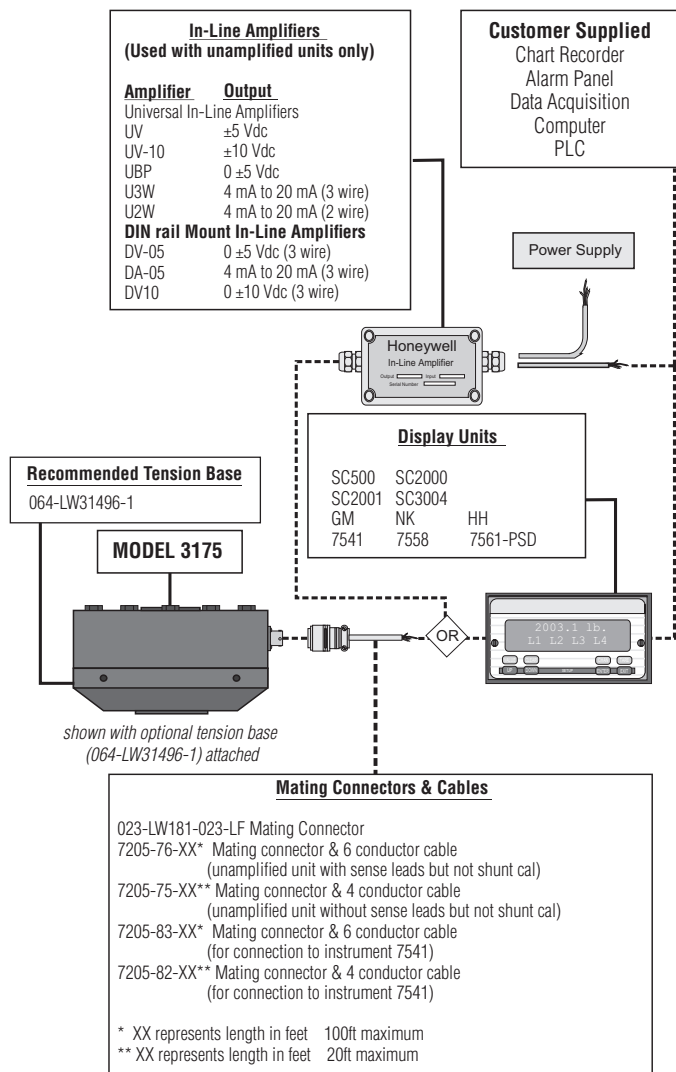 In-Line Amplifiers
(Used with unamplified units only)
Amplifier Output
Universal In-Line Amplifiers
UV ±5 Vdc
UV-10 ±10 Vdc
UBP 0 ±5 Vdc
U3W 4 mA to 20 mA (3 wire)
U2W 4 mA to 20 mA (2 wire)
DIN rail Mount In-Line Amplifiers
DV-05 0 ±5 Vdc (3 wire)
DA-05 4 mA to 20 mA (3 wire)
DV10 0 ±10 Vdc (3 wire)
Customer Supplied
Chart Recorder
Alarm Panel
Data Acquisition
Computer
PLC
Power Supply
Honeywell
In-Line Amplifier
Output Input
Serial Number
Display Units
SC500 SC2000
SC2001 SC3004
GM NK HH
7541 7558 7561-PSD
Recommended Tension Base
064-LW31496-1
MODEL 3175
OR
2003.1 lb.
L1 L2 L3 L4
SETUP
shown with optional tension base
(064-LW31496-1) attached
Mating Connectors & Cables
023-LW181-023-LF Mating Connector
7205-76-XX* Mating connector & 6 conductor cable
(unamplified unit with sense leads but not shunt cal)
7205-75-XX** Mating connector & 4 conductor cable
(unamplified unit without sense leads but not shunt cal)
7205-83-XX* Mating connector & 6 conductor cable
(for connection to instrument 7541)
7205-82-XX** Mating connector & 4 conductor cable
(for connection to instrument 7541)
* XX represents length in feet 100ft maximum
** XX represents length in feet 20ft maximum